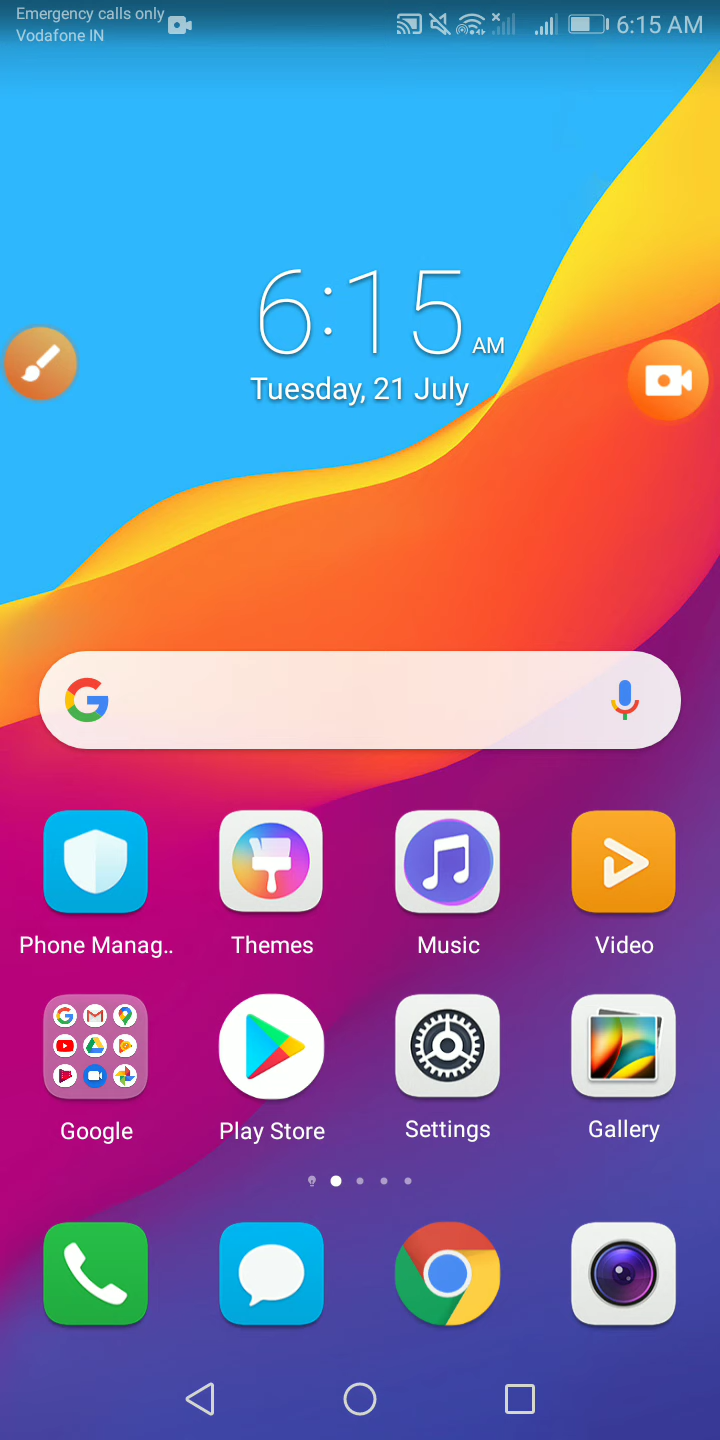 Emergency calls only
Vodafone IN
6:15 AM
6:15 AM
Tuesday, 21 July
Phone Manag..
Themes
Music
Video
Google
Play Store
Settings
Gallery